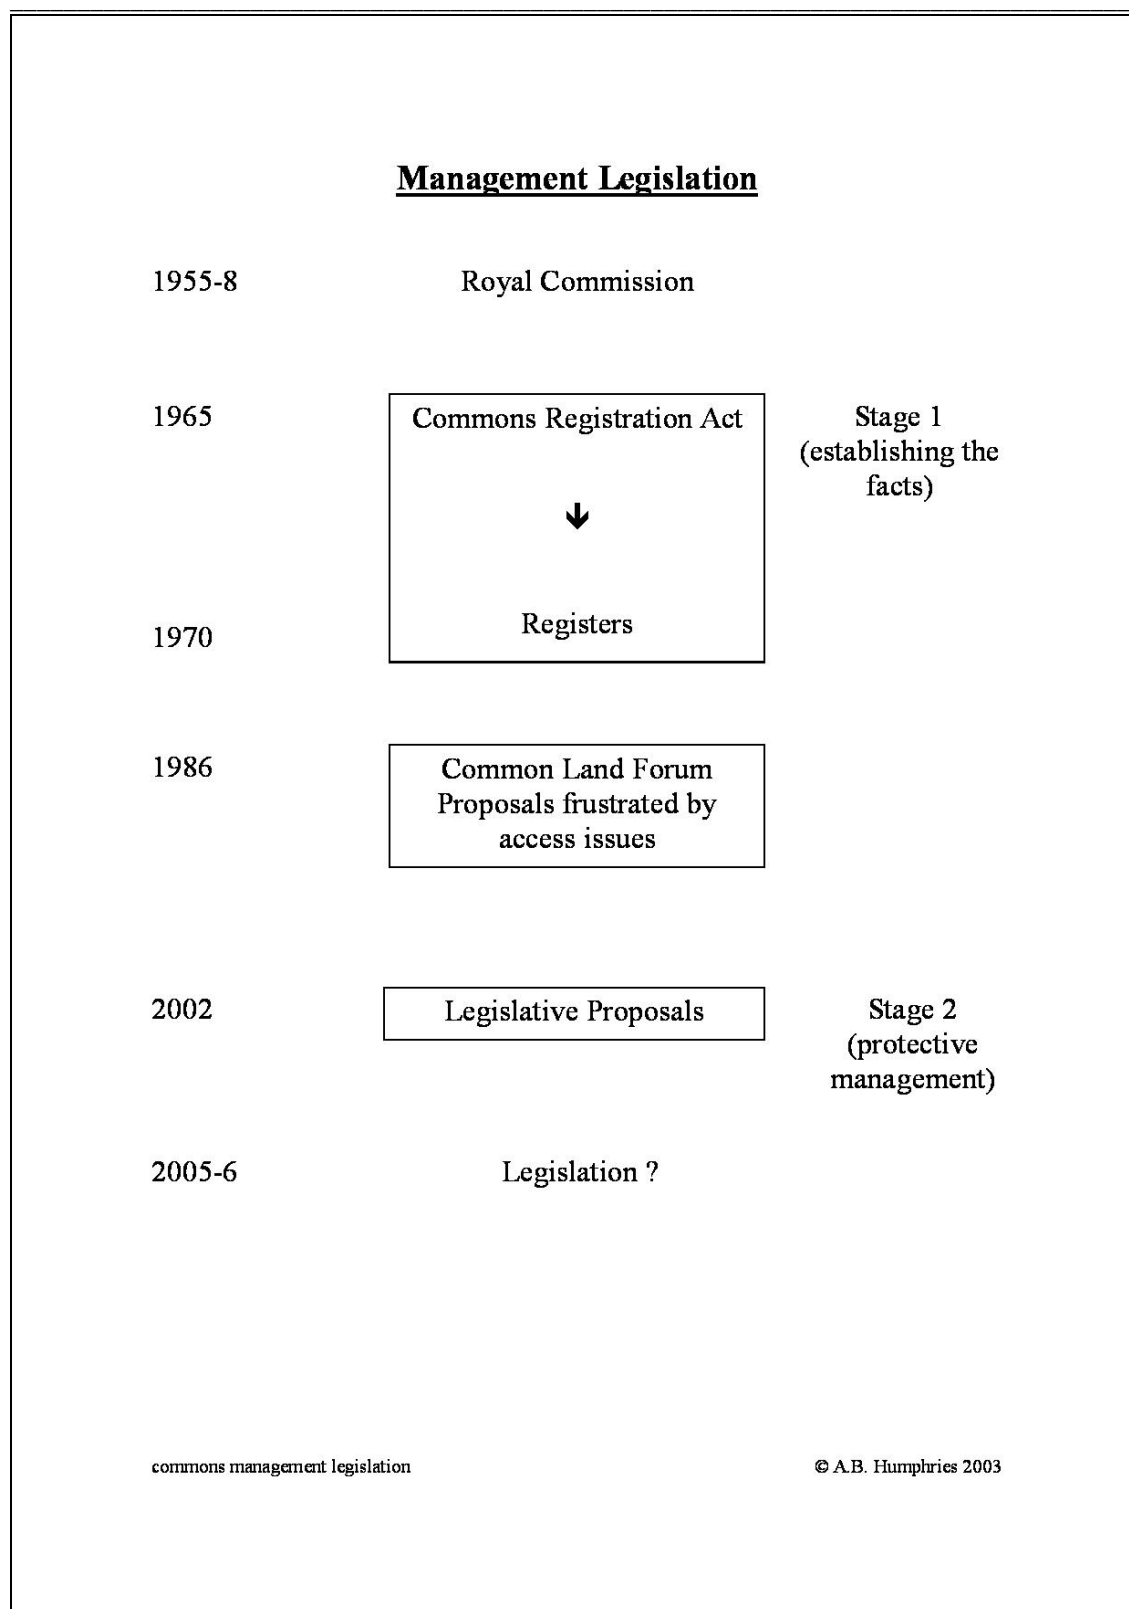 Management Legislation
1955-8 Royal Commission
1965 Commons Registration Act Stage 1
(establishing the
facts)
↓
1970 Registers
1986 Common Land Forum
Proposals frustrated by
access issues
2002 Legislative Proposals Stage 2
(protective
management)
2005-6 Legislation ?
commons management legislation © A.B. Humphries 2003